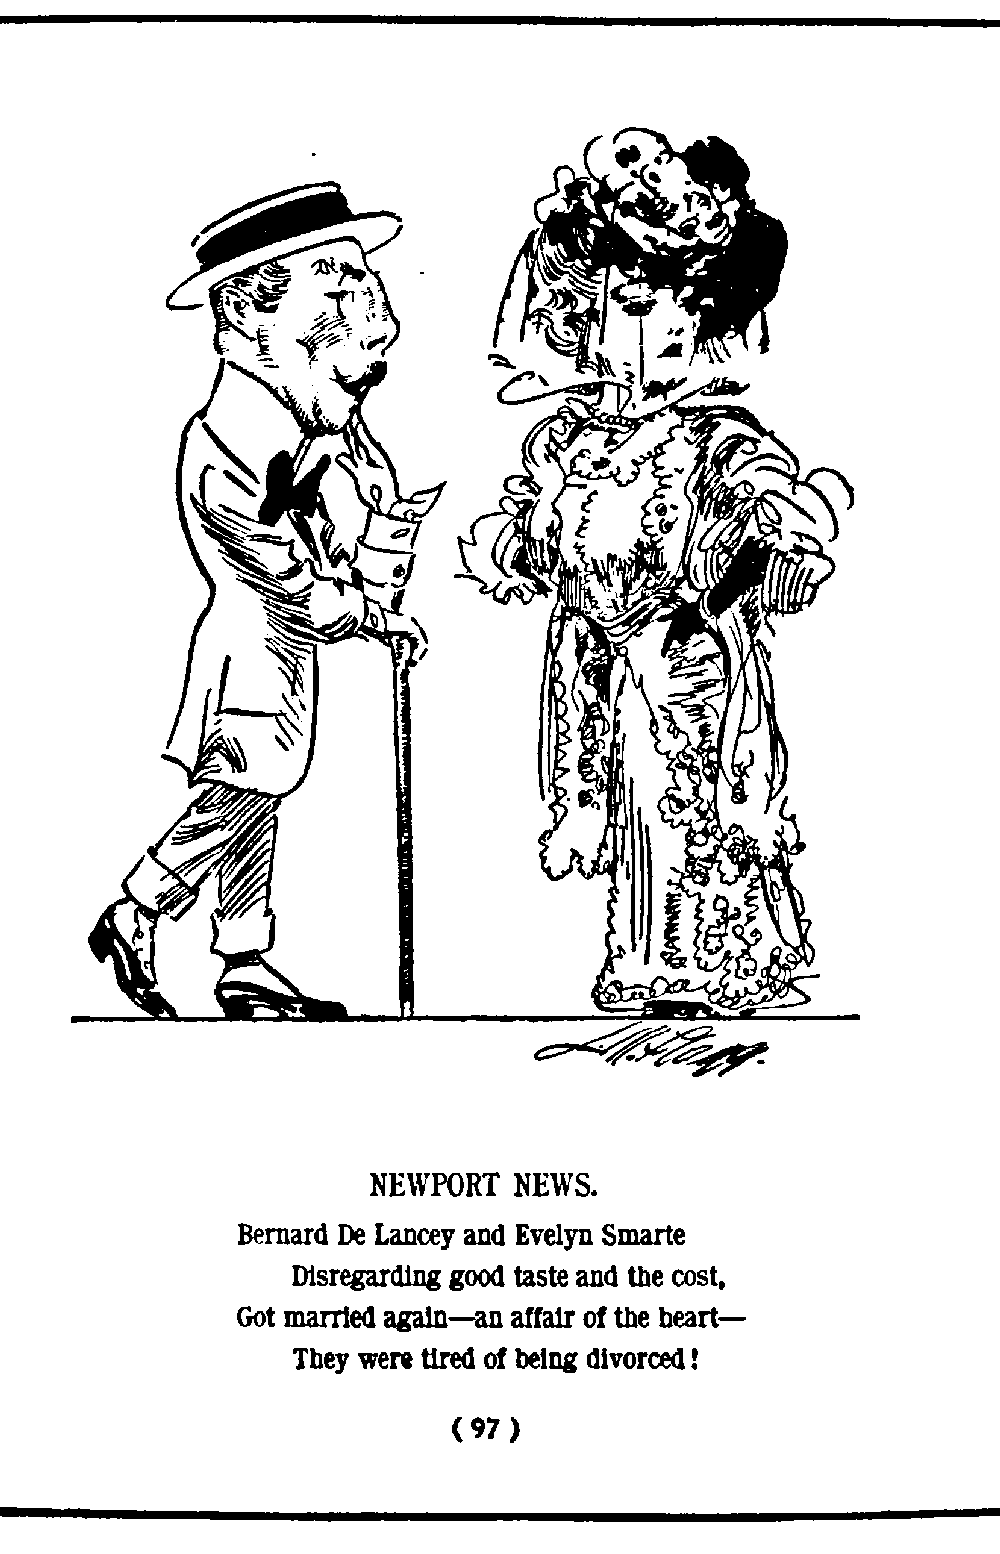 NEWPORT NEWS.
Bernard De Lancey and Evelyn Smarte
Disregarding good taste and the cost,
Got married again—an affair of the heart—
They were tired of being divorced!
( 97 )